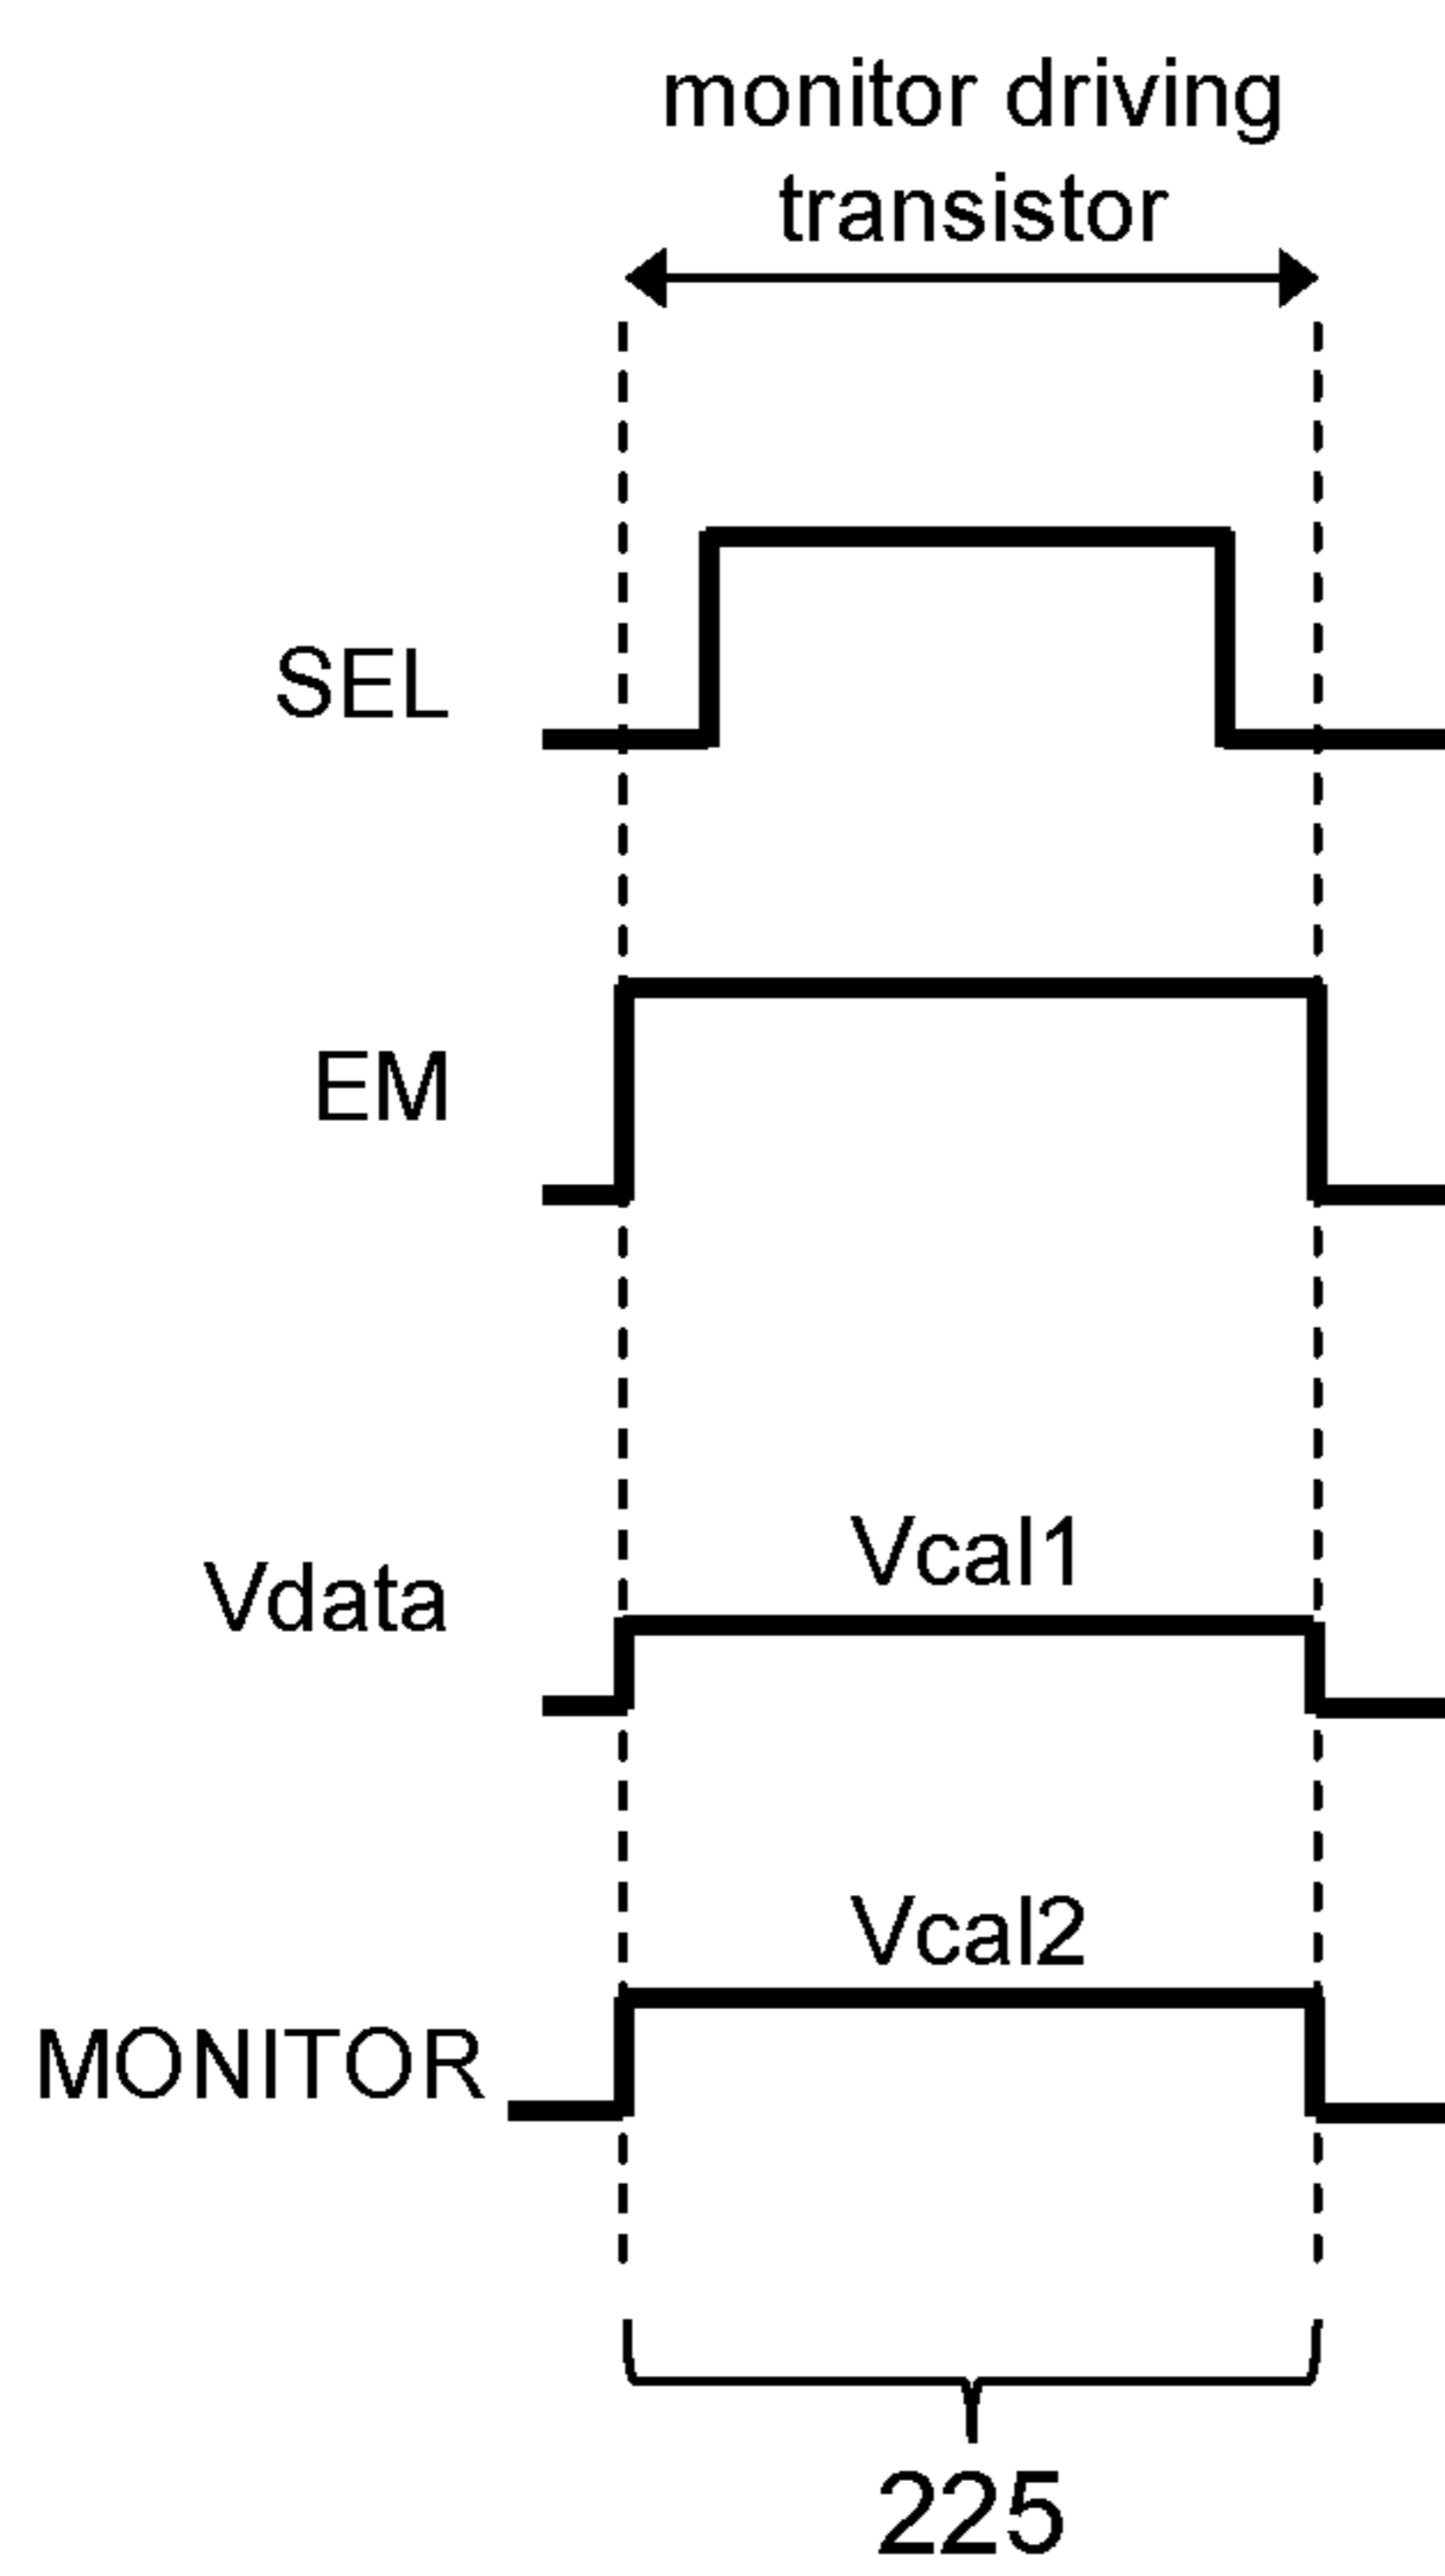 monitor driving
transistor
SEL
EM
Vcal1
Vdata
Vcal2
MONITOR
225